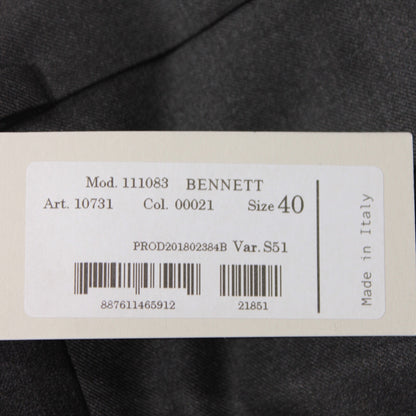 Mod. 111083 BENNETT
Art. 10731 Col. 00021 Size 40
PROD201802384B Var. S51
887611465912 21851
Made in Italy